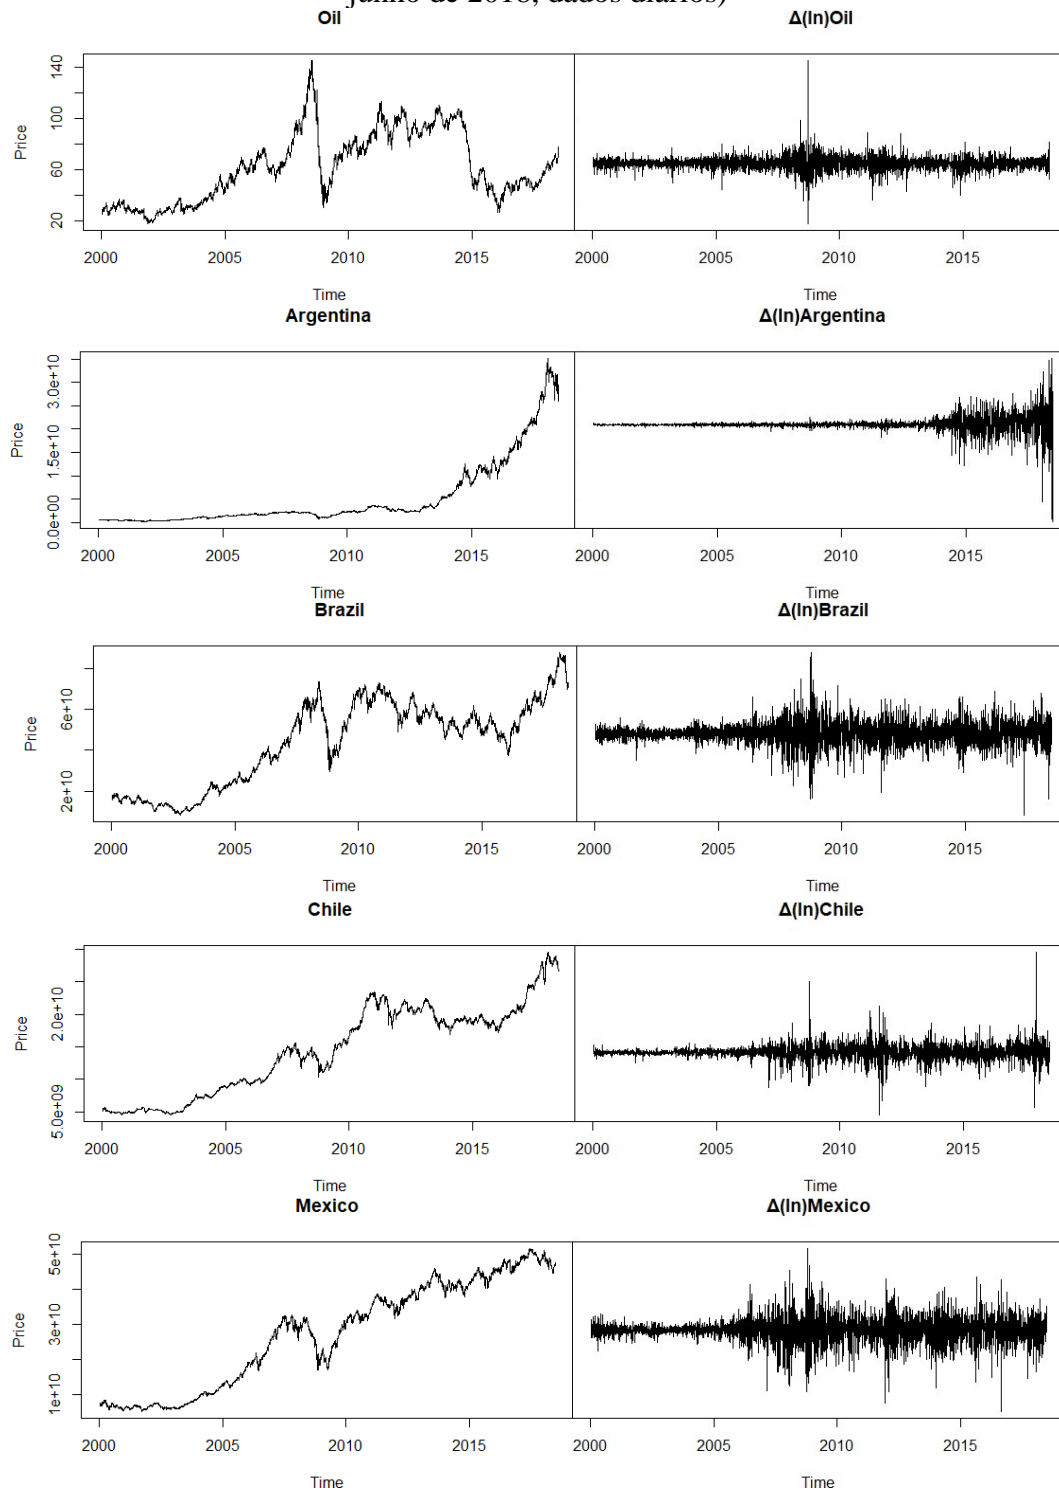 junho de 2018, dados diários)
Oil Δ(ln)Oil
Price
20 60 100 140
2000 2005 2010 2015 2000 2005 2010 2015
Time Time
Argentina Δ(ln)Argentina
Price
0.0e+00 1.5e+10 3.0e+10
2000 2005 2010 2015 2000 2005 2010 2015
Time Time
Brazil Δ(ln)Brazil
Price
2e+10 6e+10
2000 2005 2010 2015 2000 2005 2010 2015
Time Time
Chile Δ(ln)Chile
Price
5.0e+09 2.0e+10
2000 2005 2010 2015 2000 2005 2010 2015
Time Time
Mexico Δ(ln)Mexico
Price
1e+10 3e+10 5e+10
2000 2005 2010 2015 2000 2005 2010 2015
Time Time